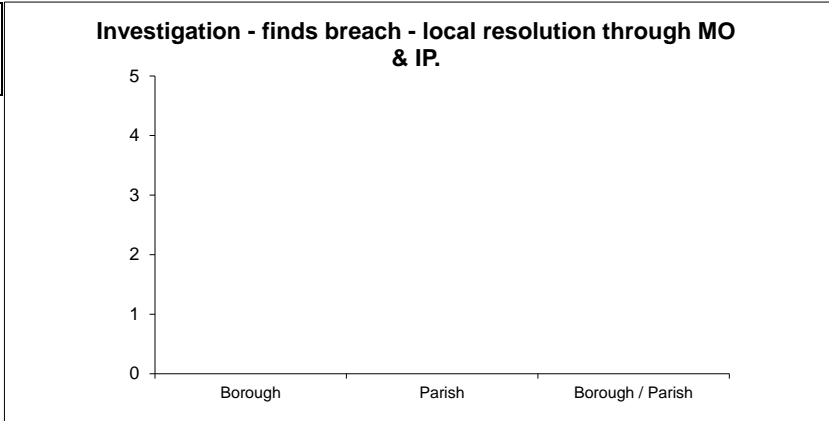 Investigation - finds breach - local resolution through MO
& IP.
5
4
3
2
1
0
Borough Parish Borough / Parish